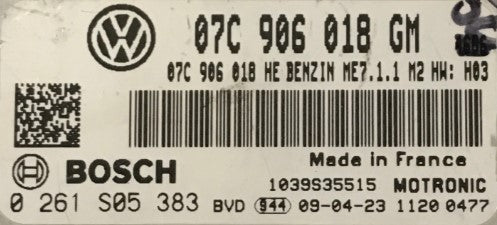 07C 906 018 GM
07C 906 018 HE BENZIN ME7.1.1 M2 HW: H03
Made in France
BOSCH
1039S35515 MOTRONIC
0 261 S05 383 BVD 944 09-04-23 1120 0477